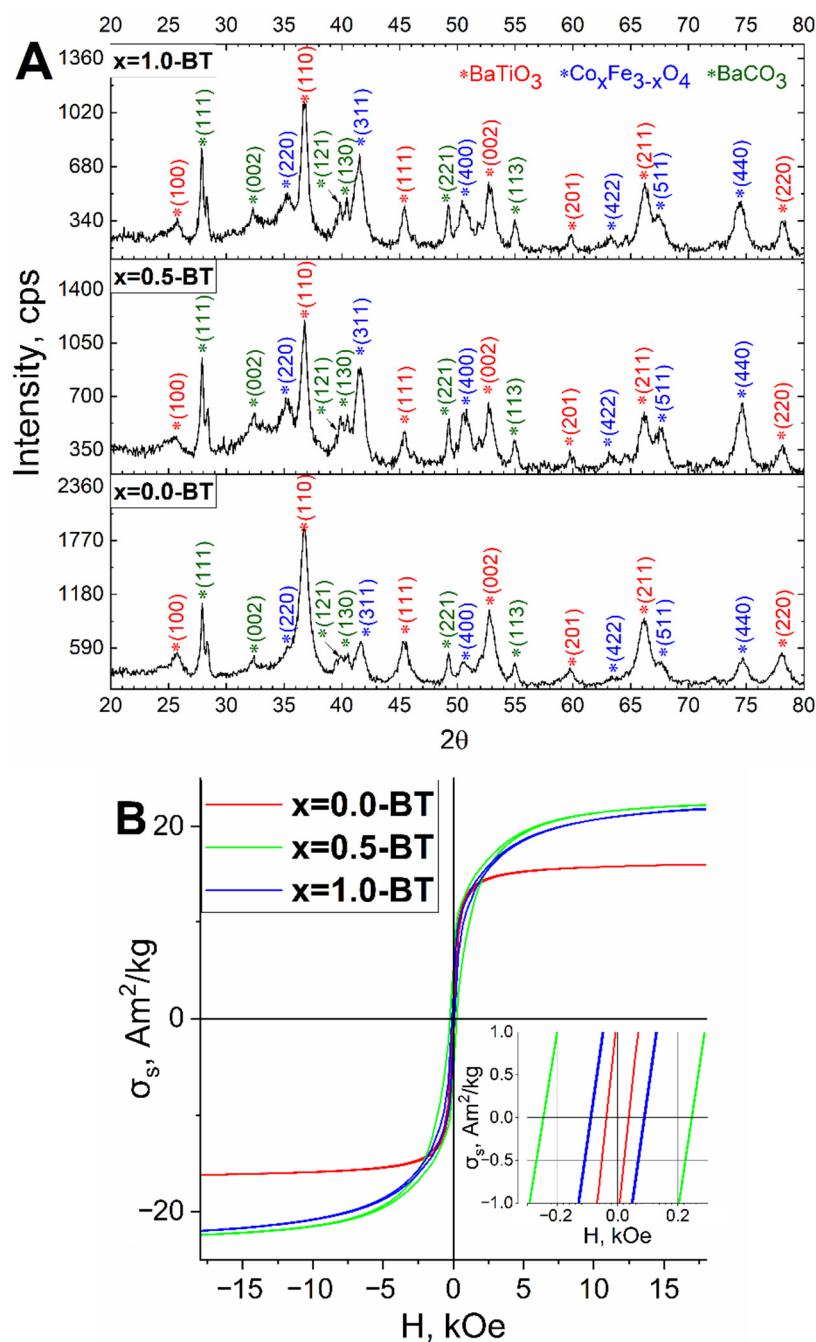 20 25 30 35 40 45 50 55 60 65 70 75 80
A
x=1.0-BT
*BaTiO₃ *CoₓFe₃₋ₓO₄ *BaCO₃
1360
1020
680
340
*(100) *(111) *(002) *(220) *(110) *(121) *(130) *(311) *(111) *(221) *(400) *(002) *(113) *(201) *(422) *(211) *(511) *(440) *(220)
x=0.5-BT
1400
1050
700
350
*(100) *(111) *(002) *(220) *(110) *(121) *(130) *(311) *(111) *(221) *(400) *(002) *(113) *(201) *(422) *(211) *(511) *(440) *(220)
Intensity, cps
x=0.0-BT
2360
1770
1180
590
*(100) *(111) *(002) *(220) *(110) *(121) *(130) *(311) *(111) *(221) *(400) *(002) *(113) *(201) *(422) *(211) *(511) *(440) *(220)
20 25 30 35 40 45 50 55 60 65 70 75 80
2θ
B
x=0.0-BT
x=0.5-BT
x=1.0-BT
20
0
−20
σₛ, Am²/kg
1.0
0.5
0.0
−0.5
−1.0
σₛ, Am²/kg
−0.2 0.0 0.2
H, kOe
−15 −10 −5 0 5 10 15
H, kOe